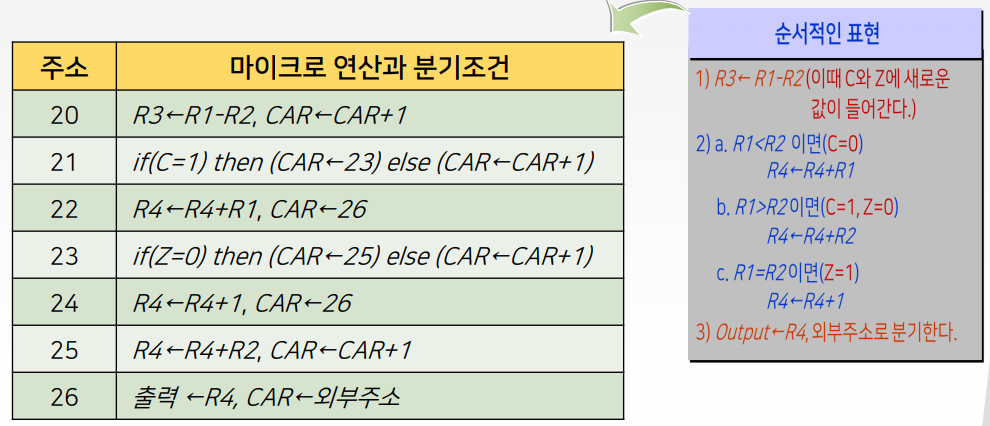 주소 마이크로 연산과 분기조건
20 R3←R1-R2, CAR←CAR+1
21 if(C=1) then (CAR←23) else (CAR←CAR+1)
22 R4←R4+R1, CAR←26
23 if(Z=0) then (CAR←25) else (CAR←CAR+1)
24 R4←R4+1, CAR←26
25 R4←R4+R2, CAR←CAR+1
26 출력 ←R4, CAR←외부주소
순서적인 표현
1) R3← R1-R2(이때 C와 Z에 새로운
값이 들어간다.)
2) a. R1<R2 이면(C=0)
R4←R4+R1
b. R1>R2이면(C=1, Z=0)
R4←R4+R2
c. R1=R2이면(Z=1)
R4←R4+1
3) Output←R4, 외부주소로 분기한다.